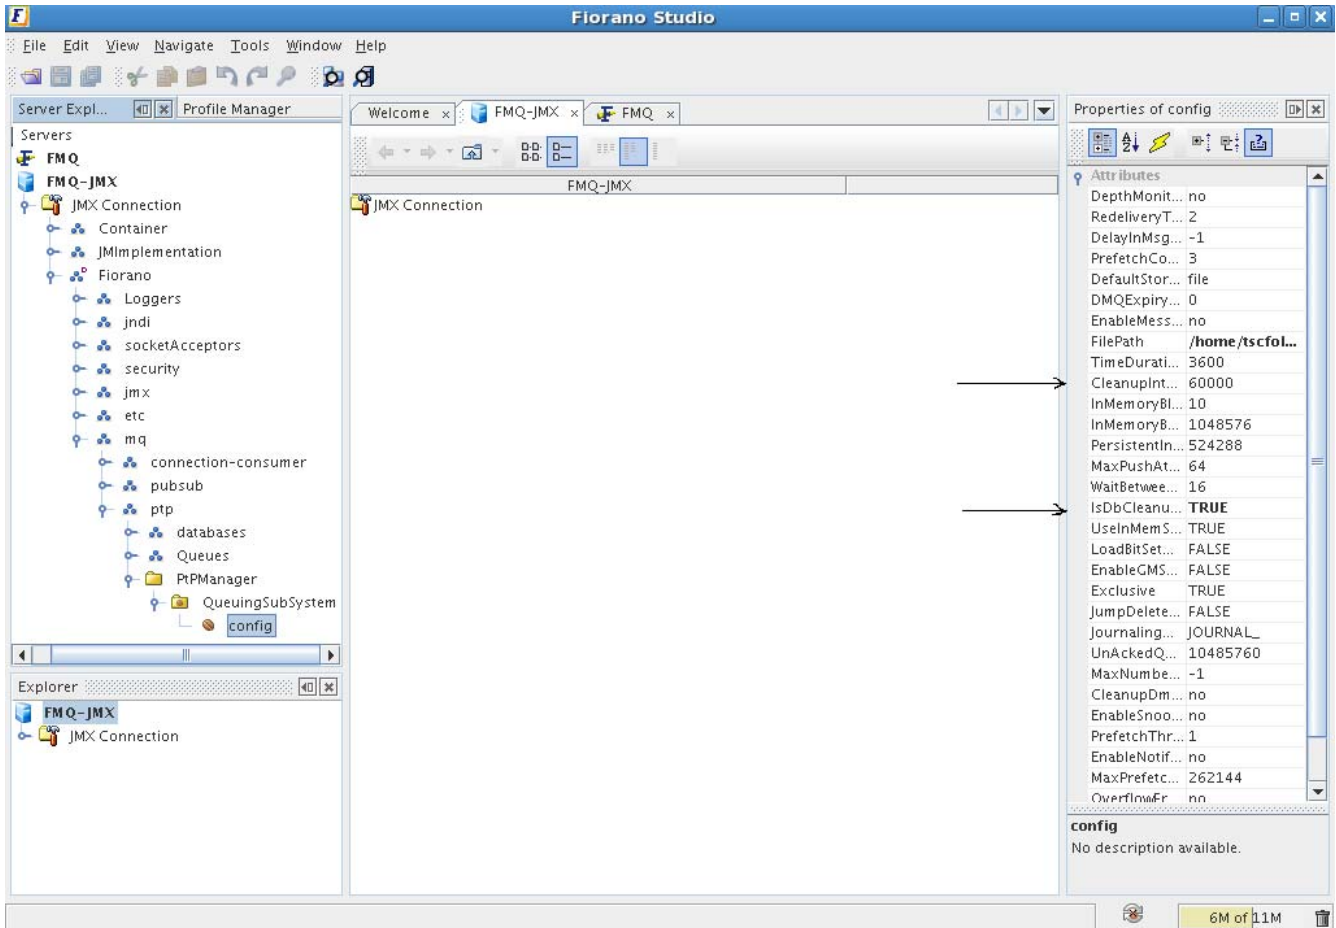 Fiorano Studio
File Edit View Navigate Tools Window Help
Server Expl... Profile Manager
Servers
FMQ
FMQ-JMX
JMX Connection
Container
JMImplementation
Fiorano
Loggers
jndi
socketAcceptors
security
jmx
etc
mq
connection-consumer
pubsub
ptp
databases
Queues
PtPManager
QueuingSubSystem
config
Explorer
FMQ-JMX
JMX Connection
Welcome FMQ-JMX FMQ
FMQ-JMX
JMX Connection
Properties of config
Attributes
DepthMonit... no
RedeliveryT... 2
DelayInMsg... -1
PrefetchCo... 3
DefaultStor... file
DMQExpiry... 0
EnableMess... no
FilePath /home/tscfol...
TimeDurati... 3600
CleanupInt... 60000
InMemoryBl... 10
InMemoryB... 1048576
PersistentIn... 524288
MaxPushAt... 64
WaitBetwee... 16
IsDbCleanu... TRUE
UseInMemS... TRUE
LoadBitSet... FALSE
EnableGMS... FALSE
Exclusive TRUE
JumpDelete... FALSE
Journaling... JOURNAL_
UnAckedQ... 10485760
MaxNumbe... -1
CleanupDm... no
EnableSnoo... no
PrefetchThr... 1
EnableNotif... no
MaxPrefetc... 262144
OverflowFr... no
config
No description available.
6M of 11M